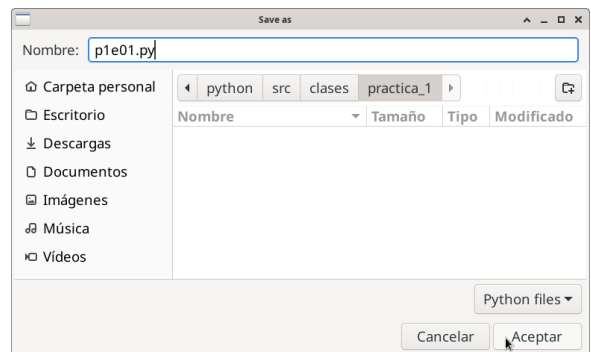 Save as
Nombre: p1e01.py
Carpeta personal python src clases practica_1
Nombre Tamaño Tipo Modificado
Escritorio
Descargas
Documentos
Imágenes
Música
Vídeos
Python files
Cancelar Aceptar